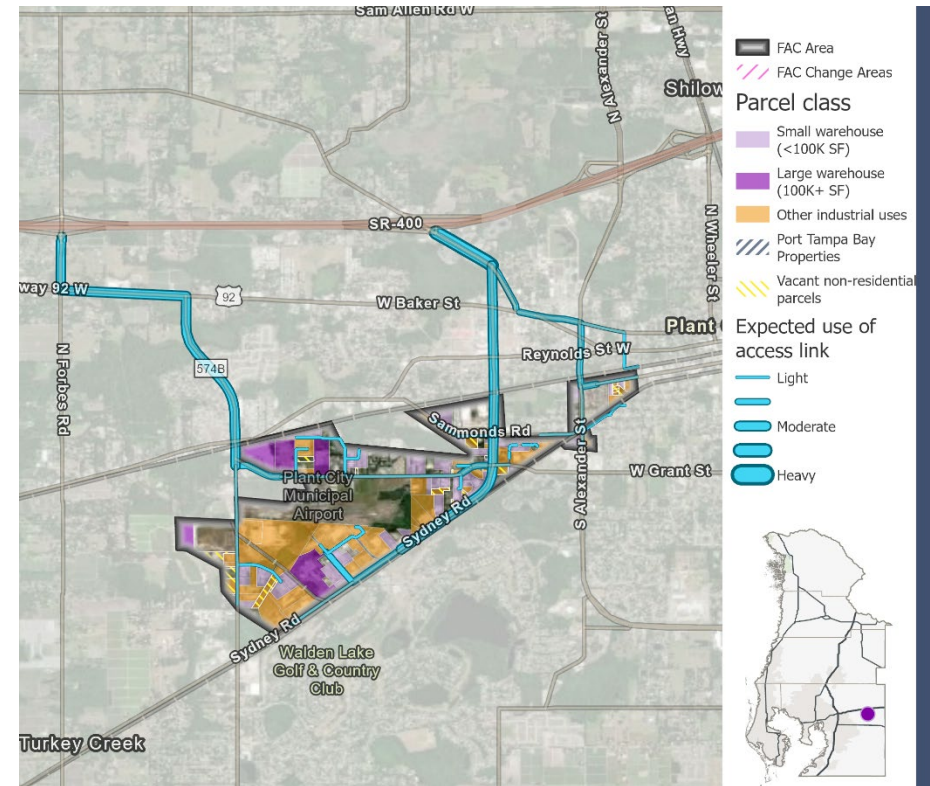 Sam Allen Rd W
N Alexander St
Shilow
SR-400
N Wheeler St
way 92 W
92
W Baker St
Plant
Reynolds St W
574B
N Forbes Rd
Sammonds Rd
W Grant St
Plant City
Municipal
Airport
S Alexander St
Sydney Rd
Sydney Rd
Walden Lake
Golf & Country
Club
Turkey Creek
FAC Area
FAC Change Areas
Parcel class
Small warehouse
(<100K SF)
Large warehouse
(100K+ SF)
Other industrial uses
Port Tampa Bay
Properties
Vacant non-residential
parcels
Expected use of
access link
Light
Moderate
Heavy